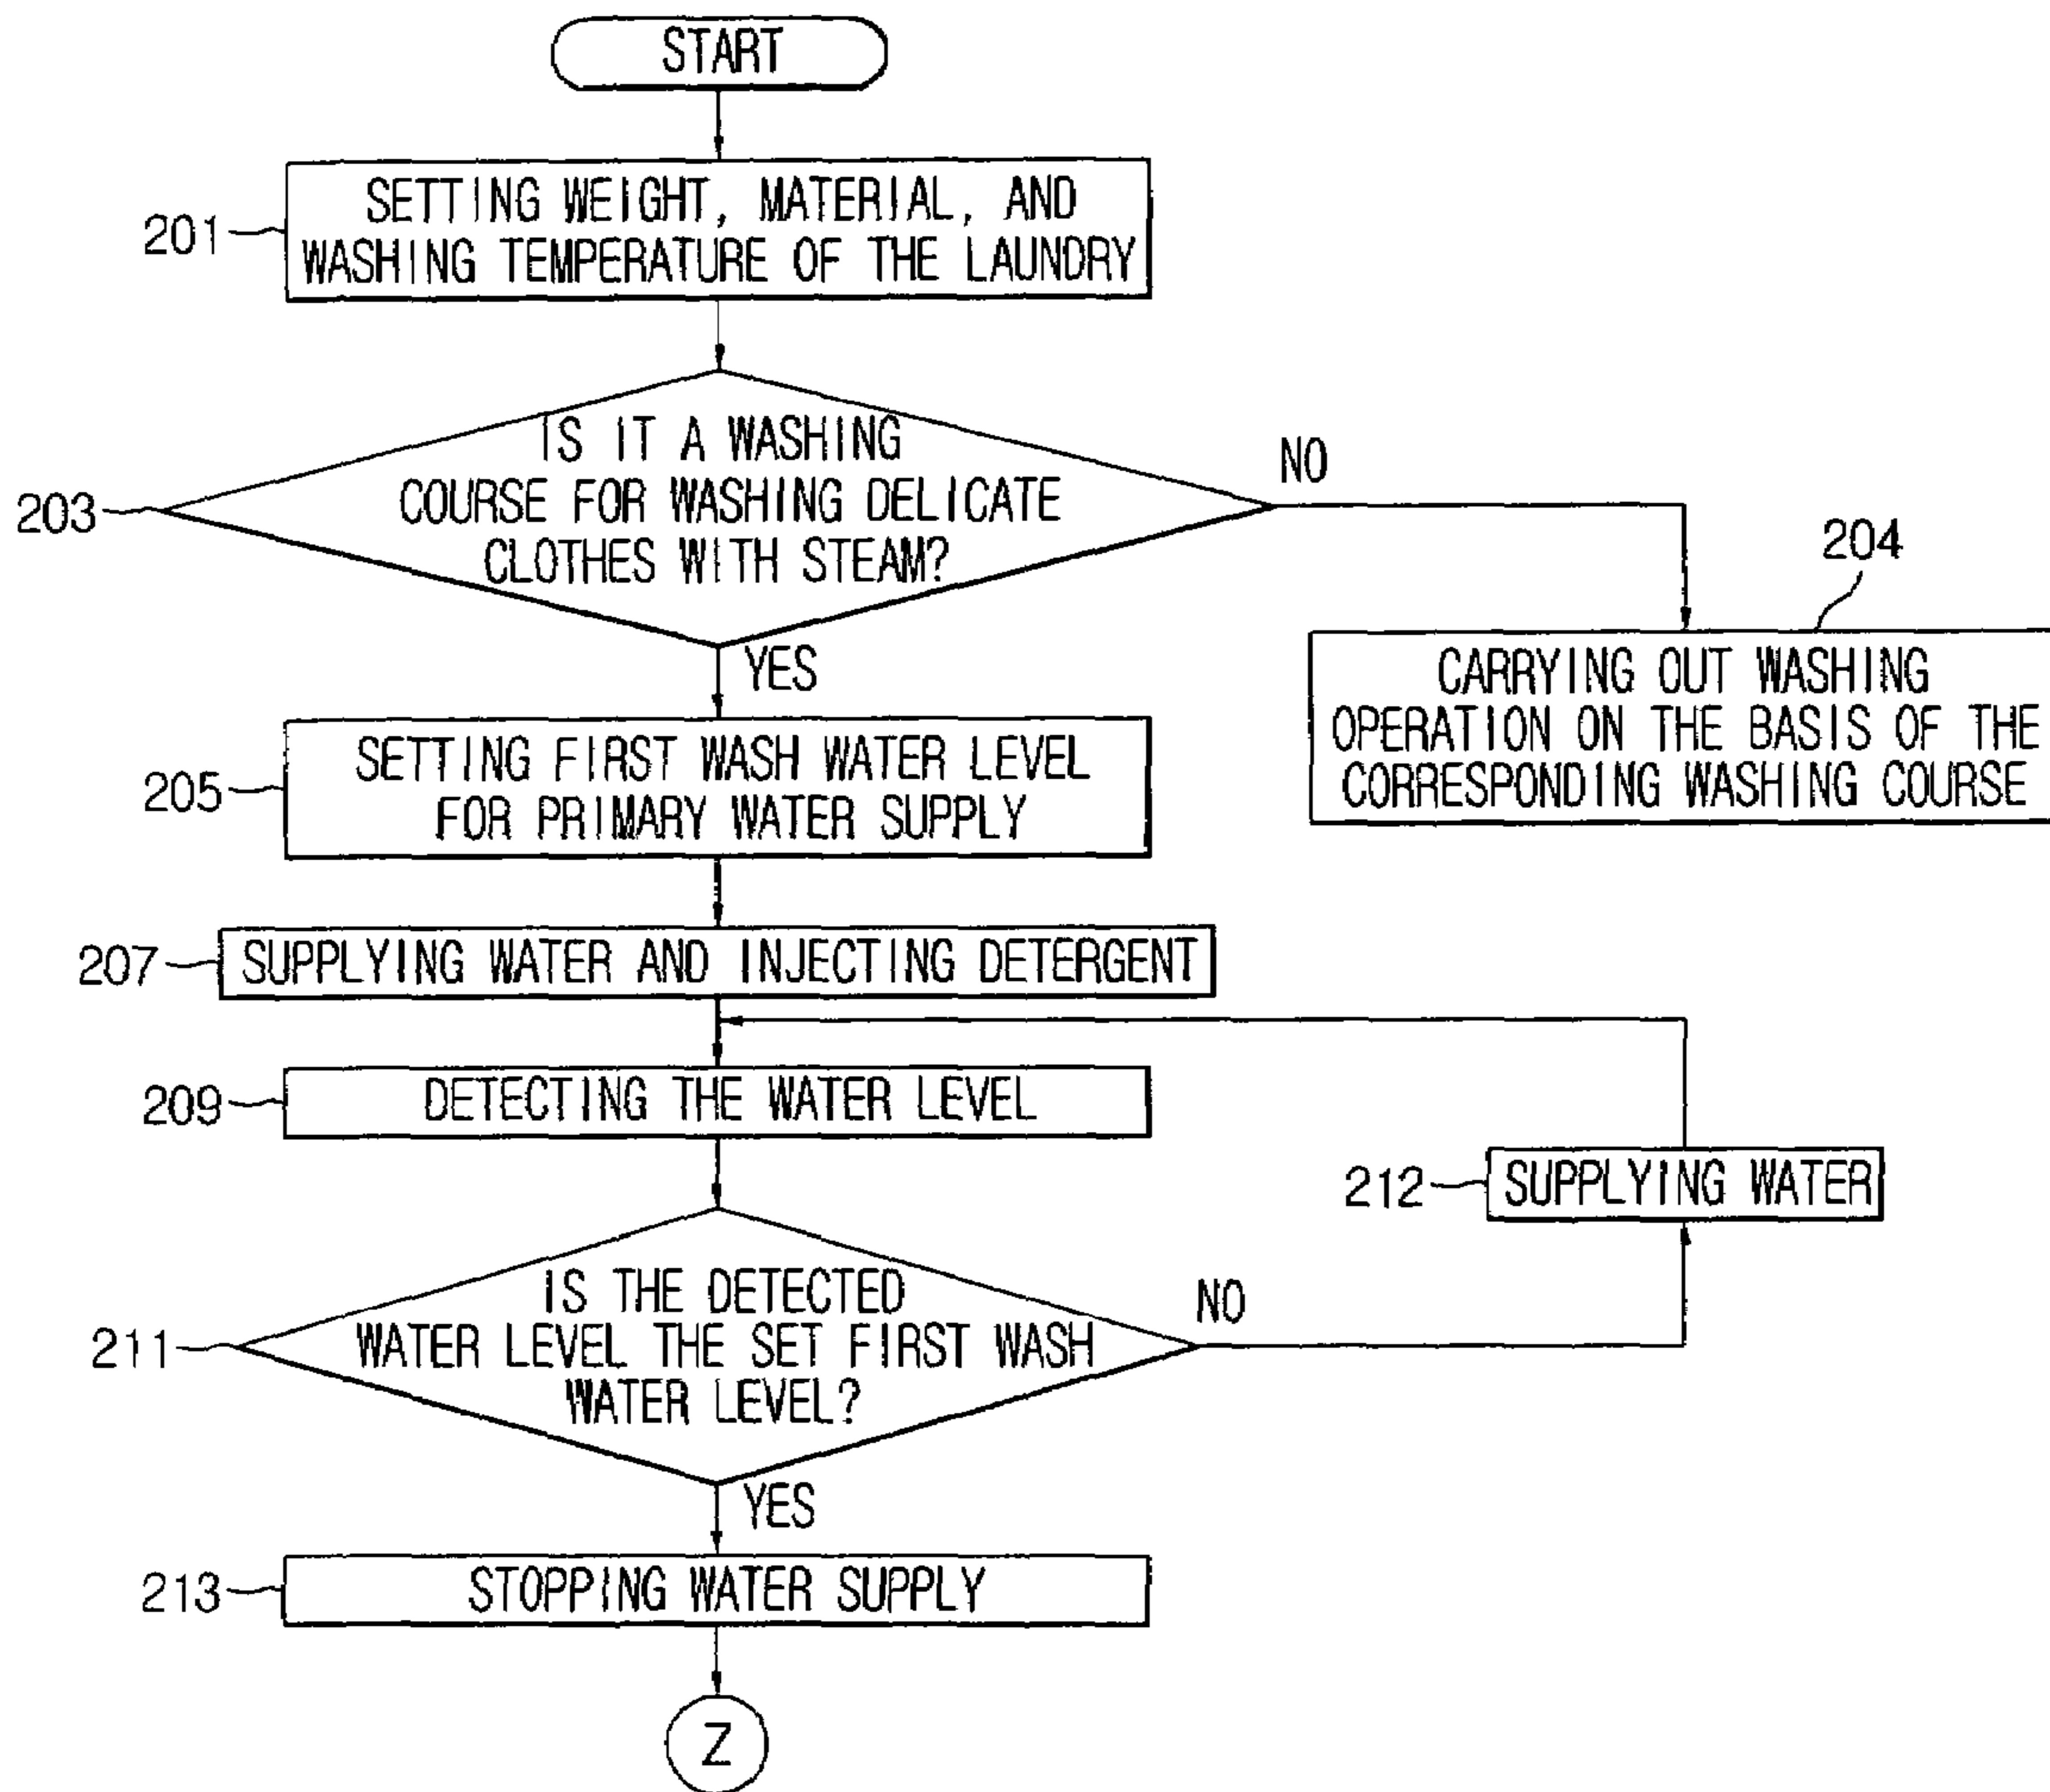 START
201
SETTING WEIGHT, MATERIAL, AND
WASHING TEMPERATURE OF THE LAUNDRY
203
IS IT A WASHING
COURSE FOR WASHING DELICATE
CLOTHES WITH STEAM?
NO
204
CARRYING OUT WASHING
OPERATION ON THE BASIS OF THE
CORRESPONDING WASHING COURSE
YES
205
SETTING FIRST WASH WATER LEVEL
FOR PRIMARY WATER SUPPLY
207
SUPPLYING WATER AND INJECTING DETERGENT
209
DETECTING THE WATER LEVEL
212
SUPPLYING WATER
211
IS THE DETECTED
WATER LEVEL THE SET FIRST WASH
WATER LEVEL?
NO
YES
213
STOPPING WATER SUPPLY
Z